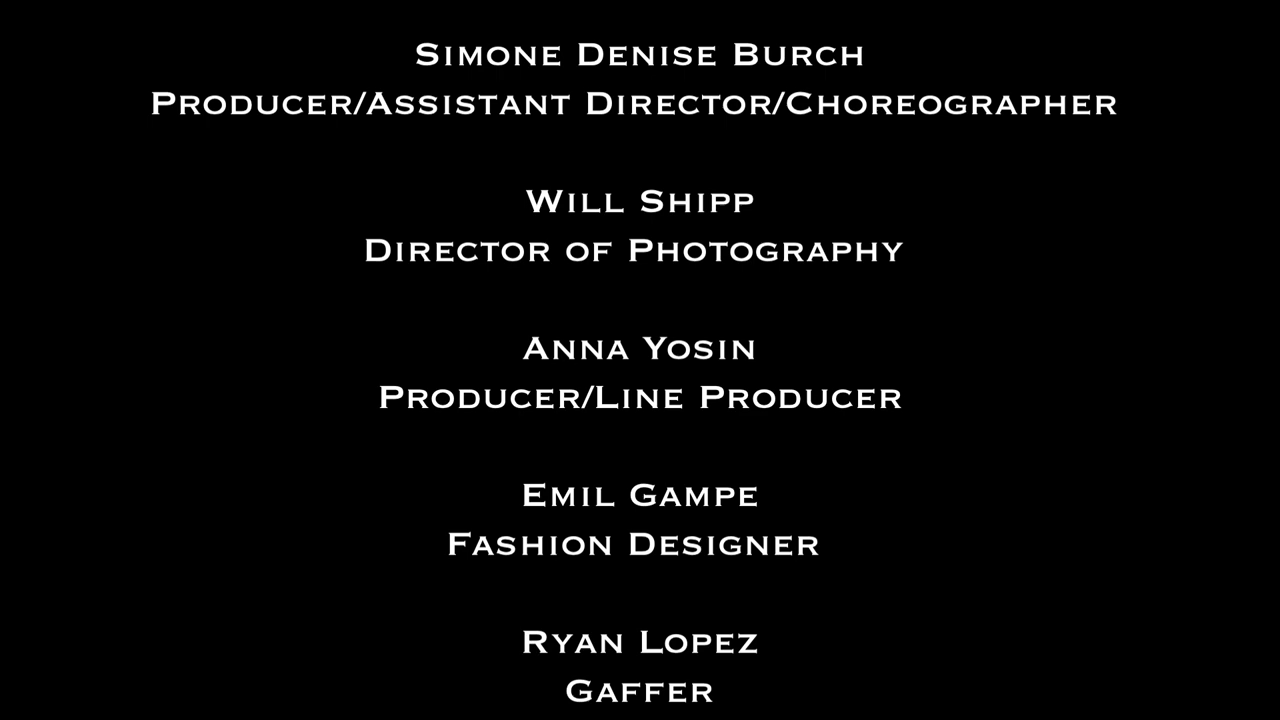 Simone Denise Burch
Producer/Assistant Director/Choreographer
Will Shipp
Director of Photography
Anna Yosin
Producer/Line Producer
Emil Gampe
Fashion Designer
Ryan Lopez
Gaffer